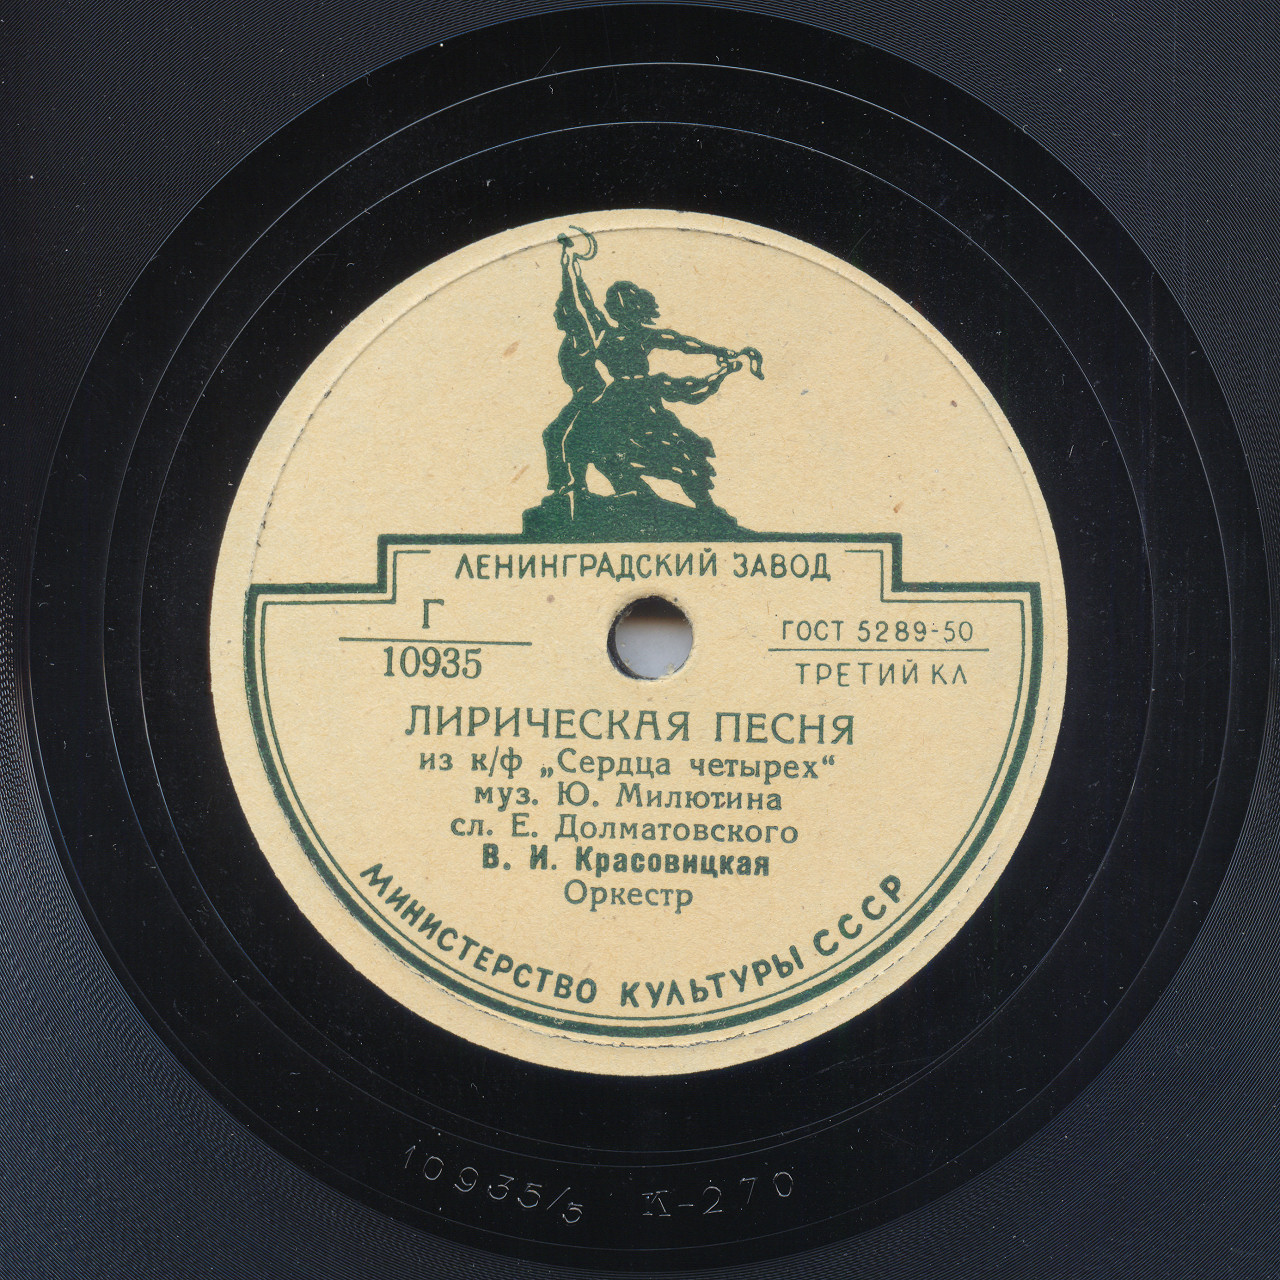 ЛЕНИНГРАДСКИЙ ЗАВОД
Г
10935
ГОСТ 5289-50
ТРЕТИЙ КЛ
ЛИРИЧЕСКАЯ ПЕСНЯ
из к/ф „Сердца четырех“
муз. Ю. Милютина
сл. Е. Долматовского
В. И. Красовицкая
Оркестр
МИНИСТЕРСТВО КУЛЬТУРЫ СССР
10935/5 К-270